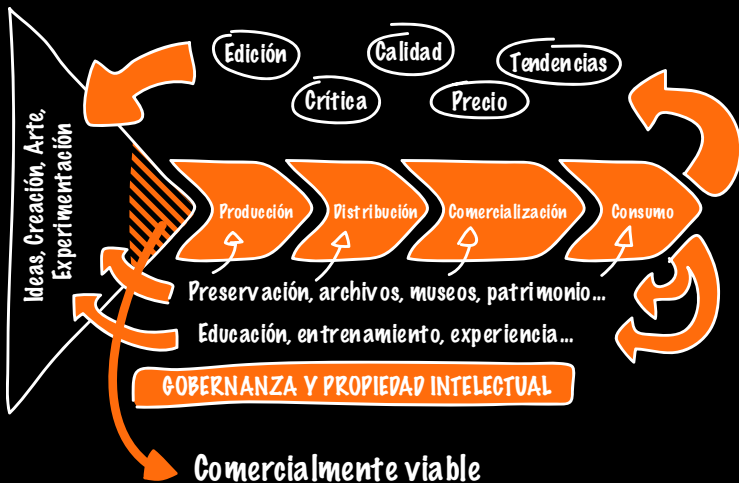 Edición
Calidad
Tendencias
Crítica
Precio
Ideas, Creación, Arte,
Experimentación
Producción
Distribución
Comercialización
Consumo
Preservación, archivos, museos, patrimonio...
Educación, entrenamiento, experiencia...
GOBERNANZA Y PROPIEDAD INTELECTUAL
Comercialmente viable